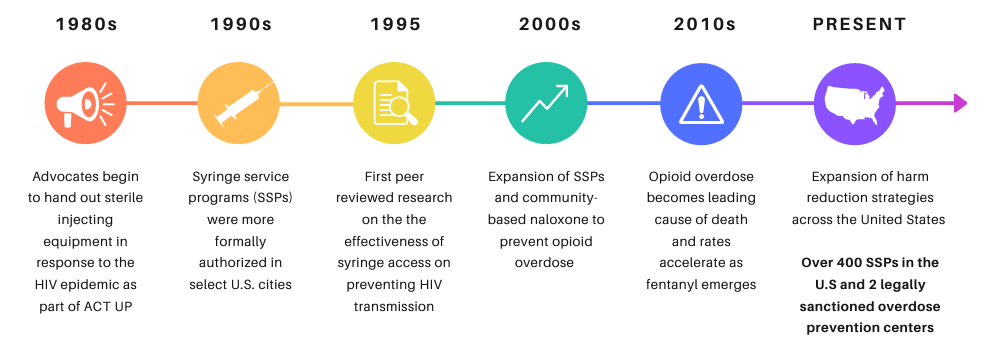 1980s
Advocates begin
to hand out sterile
injecting
equipment in
response to the
HIV epidemic as
part of ACT UP
1990s
Syringe service
programs (SSPs)
were more
formally
authorized in
select U.S. cities
1995
First peer
reviewed research
on the the
effectiveness of
syringe access on
preventing HIV
transmission
2000s
Expansion of SSPs
and community-
based naloxone to
prevent opioid
overdose
2010s
Opioid overdose
becomes leading
cause of death
and rates
accelerate as
fentanyl emerges
PRESENT
Expansion of harm
reduction strategies
across the United States
Over 400 SSPs in the
U.S and 2 legally
sanctioned overdose
prevention centers